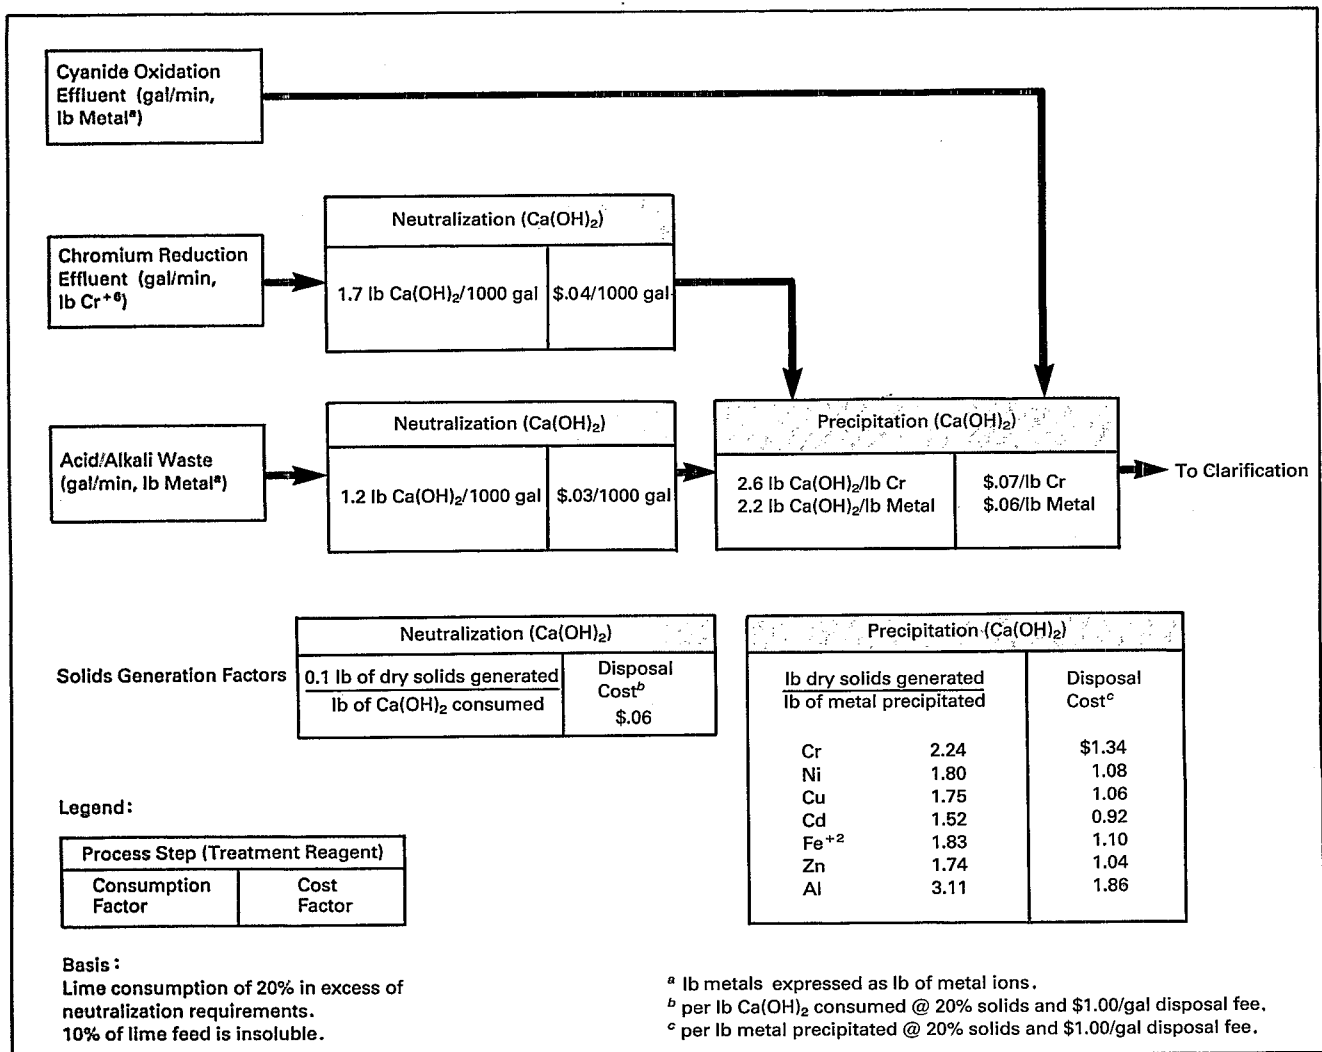 Cyanide Oxidation
Effluent (gal/min,
lb Metalᵃ)
Neutralization (Ca(OH)₂)
Chromium Reduction
Effluent (gal/min,
lb Cr⁺⁶)
1.7 lb Ca(OH)₂/1000 gal
$.04/1000 gal
Neutralization (Ca(OH)₂)
Acid/Alkali Waste
(gal/min, lb Metalᵃ)
1.2 lb Ca(OH)₂/1000 gal
$.03/1000 gal
Precipitation (Ca(OH)₂)
2.6 lb Ca(OH)₂/lb Cr
$.07/lb Cr
2.2 lb Ca(OH)₂/lb Metal
$.06/lb Metal
To Clarification
Solids Generation Factors
Neutralization (Ca(OH)₂)
0.1 lb of dry solids generated
lb of Ca(OH)₂ consumed
Disposal
Costᵇ
$.06
Precipitation (Ca(OH)₂)
lb dry solids generated
lb of metal precipitated
Disposal
Costᶜ
Cr 2.24 $1.34
Ni 1.80 1.08
Cu 1.75 1.06
Cd 1.52 0.92
Fe⁺² 1.83 1.10
Zn 1.74 1.04
Al 3.11 1.86
Legend:
Process Step (Treatment Reagent)
Consumption
Factor
Cost
Factor
Basis:
Lime consumption of 20% in excess of
neutralization requirements.
10% of lime feed is insoluble.
ᵃ lb metals expressed as lb of metal ions.
ᵇ per lb Ca(OH)₂ consumed @ 20% solids and $1.00/gal disposal fee.
ᶜ per lb metal precipitated @ 20% solids and $1.00/gal disposal fee.